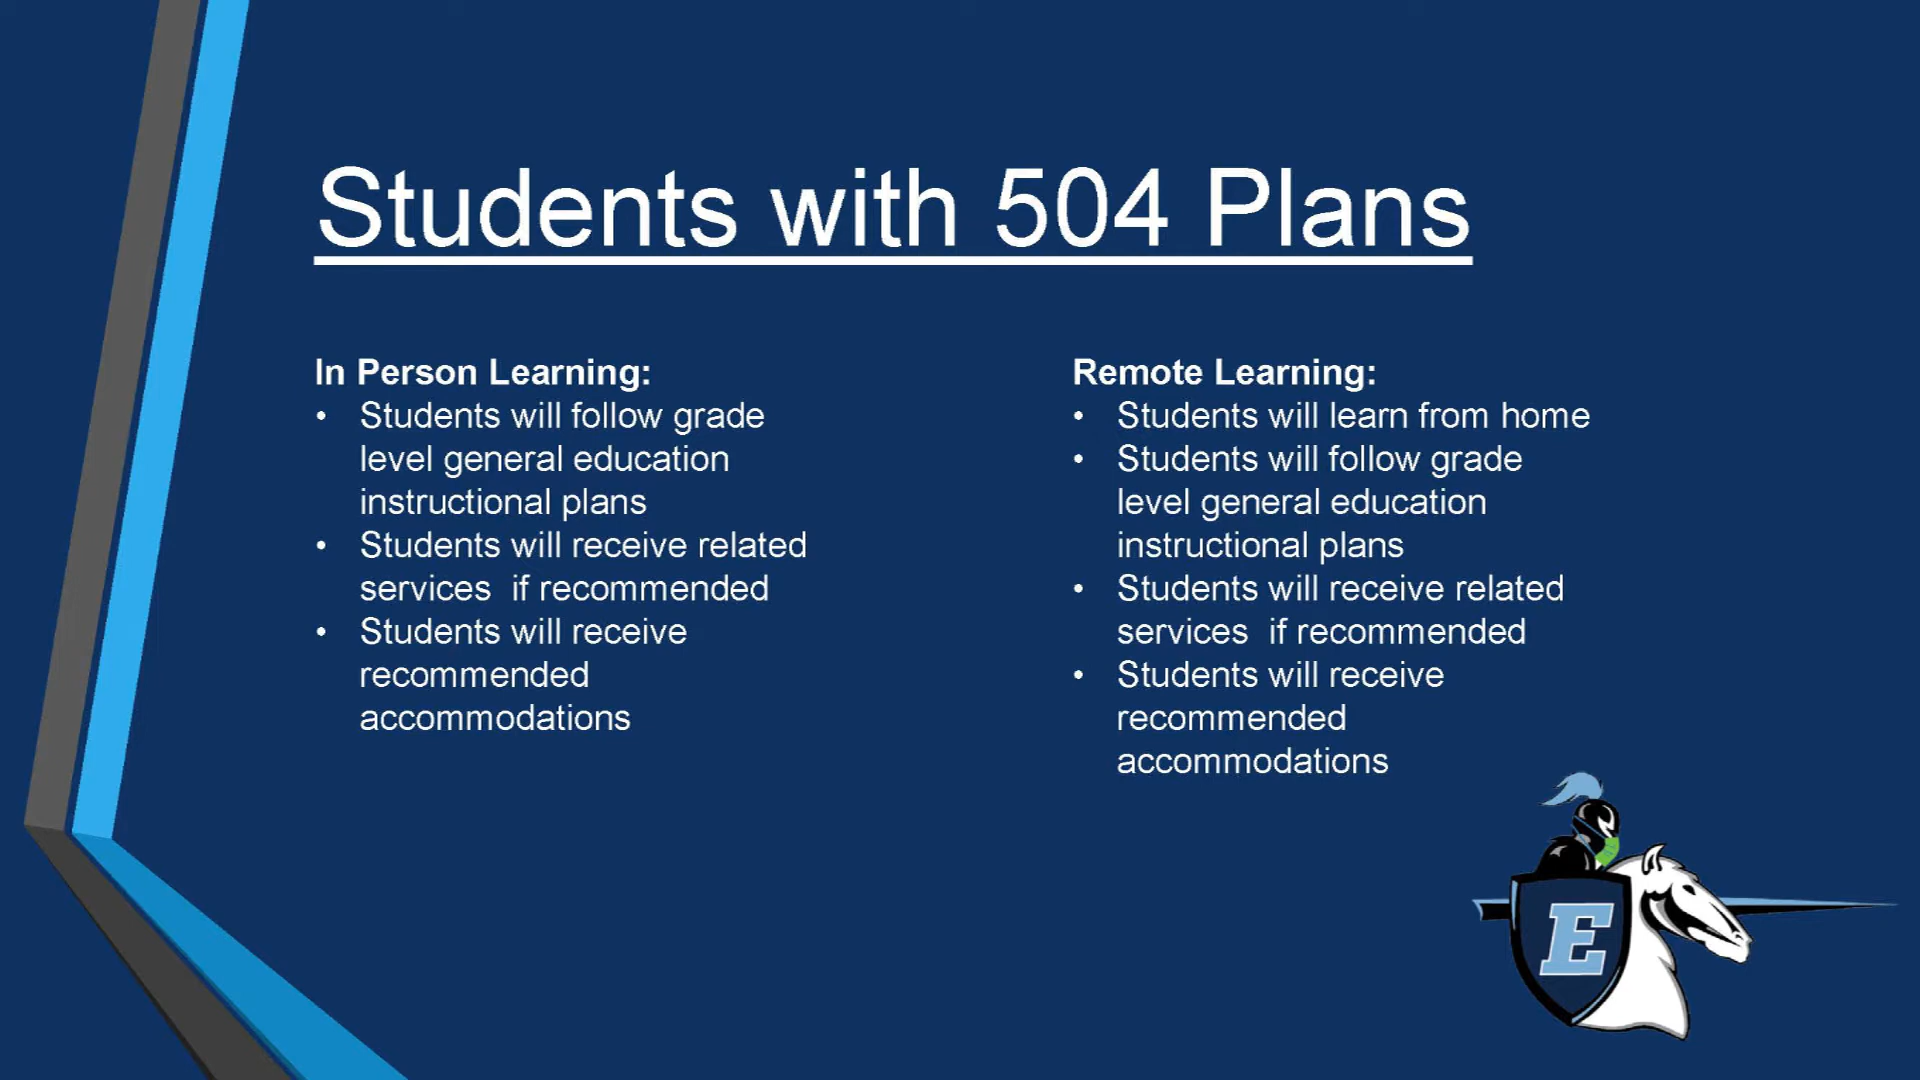 Students with 504 Plans
In Person Learning:
• Students will follow grade
level general education
instructional plans
• Students will receive related
services  if recommended
• Students will receive
recommended
accommodations
Remote Learning:
• Students will learn from home
• Students will follow grade
level general education
instructional plans
• Students will receive related
services  if recommended
• Students will receive
recommended
accommodations
E